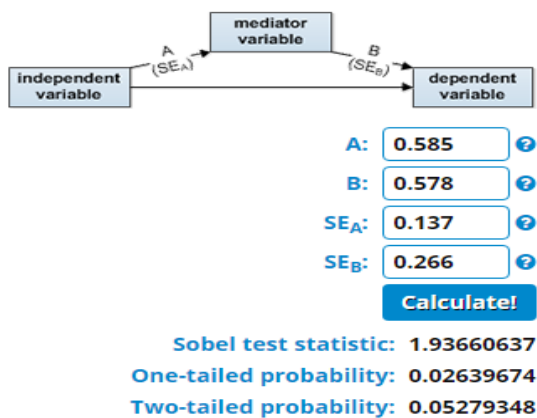 mediator
variable
A
(SEA)
B
(SEB)
independent
variable
dependent
variable
A: 0.585 ?
B: 0.578 ?
SEA: 0.137 ?
SEB: 0.266 ?
Calculate!
Sobel test statistic: 1.93660637
One-tailed probability: 0.02639674
Two-tailed probability: 0.05279348